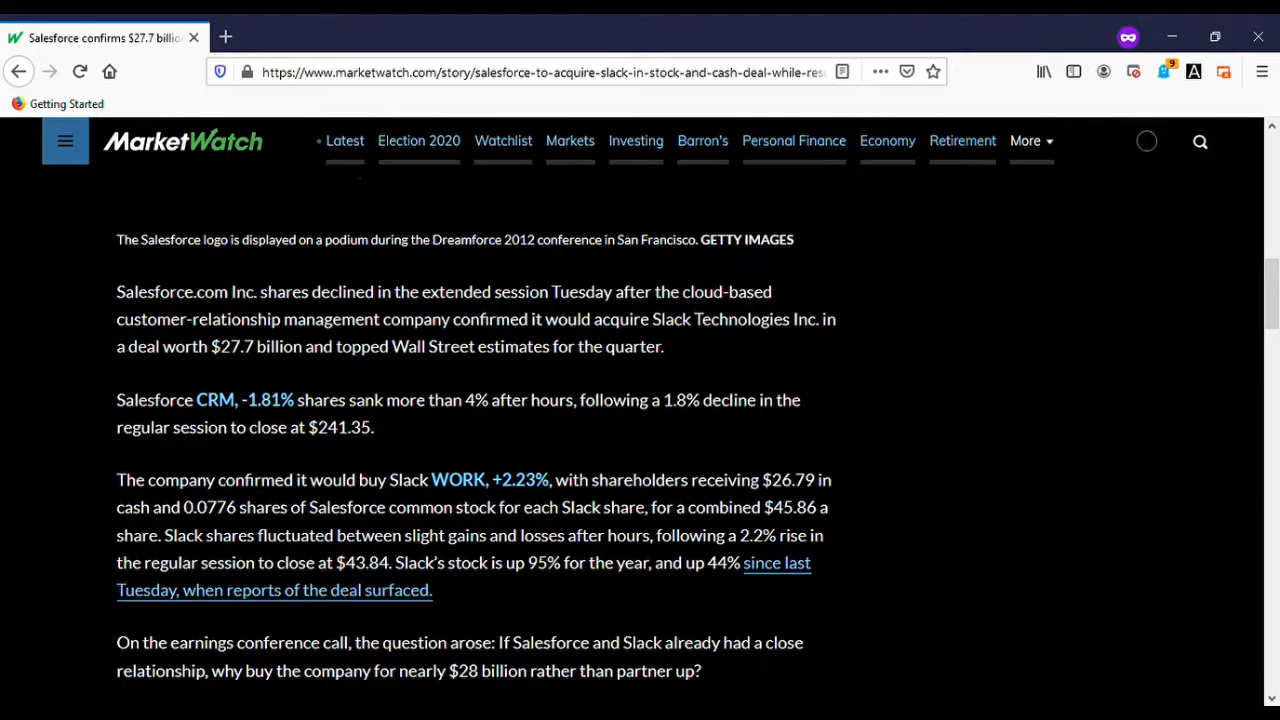 Salesforce confirms $27.7 billio
https://www.marketwatch.com/story/salesforce-to-acquire-slack-in-stock-and-cash-deal-while-res
9
A
Getting Started
MarketWatch
Latest Election 2020 Watchlist Markets Investing Barron's Personal Finance Economy Retirement More
The Salesforce logo is displayed on a podium during the Dreamforce 2012 conference in San Francisco. GETTY IMAGES
Salesforce.com Inc. shares declined in the extended session Tuesday after the cloud-based
customer-relationship management company confirmed it would acquire Slack Technologies Inc. in
a deal worth $27.7 billion and topped Wall Street estimates for the quarter.
Salesforce CRM, -1.81% shares sank more than 4% after hours, following a 1.8% decline in the
regular session to close at $241.35.
The company confirmed it would buy Slack WORK, +2.23%, with shareholders receiving $26.79 in
cash and 0.0776 shares of Salesforce common stock for each Slack share, for a combined $45.86 a
share. Slack shares fluctuated between slight gains and losses after hours, following a 2.2% rise in
the regular session to close at $43.84. Slack's stock is up 95% for the year, and up 44% since last
Tuesday, when reports of the deal surfaced.
On the earnings conference call, the question arose: If Salesforce and Slack already had a close
relationship, why buy the company for nearly $28 billion rather than partner up?